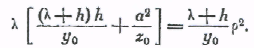 λ [ (λ+h) h / y₀ + a² / z₀ ] = (λ+h) / y₀ ρ².